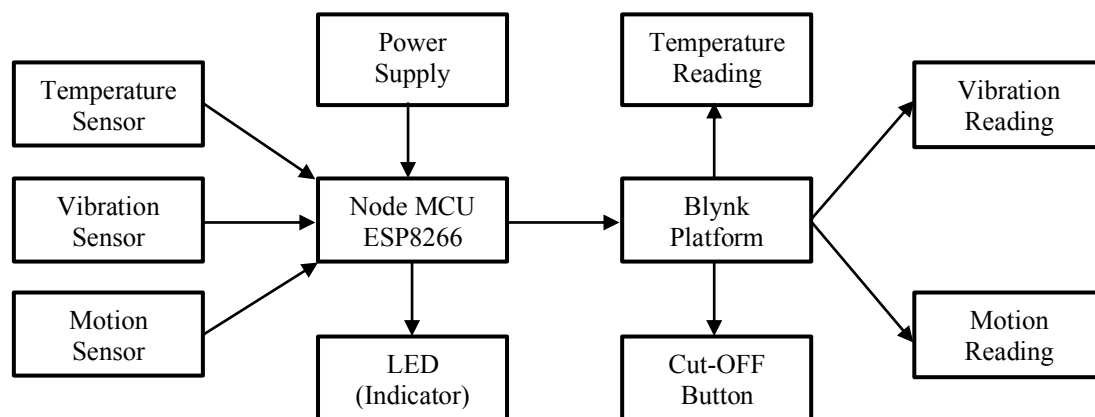 Power
Supply
Temperature
Reading
Temperature
Sensor
Vibration
Reading
Vibration
Sensor
Node MCU
ESP8266
Blynk
Platform
Motion
Sensor
Motion
Reading
LED
(Indicator)
Cut-OFF
Button